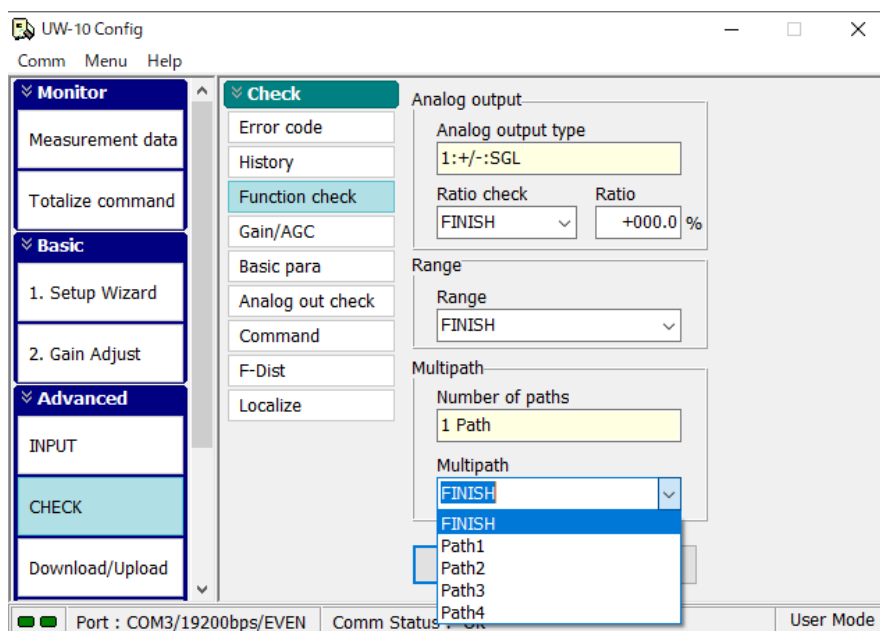 UW-10 Config
Comm Menu Help
Monitor
Measurement data
Totalize command
Basic
1. Setup Wizard
2. Gain Adjust
Advanced
INPUT
CHECK
Download/Upload
Check
Error code
History
Function check
Gain/AGC
Basic para
Analog out check
Command
F-Dist
Localize
Analog output
Analog output type
1:+/-:SGL
Ratio check Ratio
FINISH +000.0 %
Range
Range
FINISH
Multipath
Number of paths
1 Path
Multipath
FINISH
FINISH
Path1
Path2
Path3
Path4
Port : COM3/19200bps/EVEN Comm Status : OK User Mode